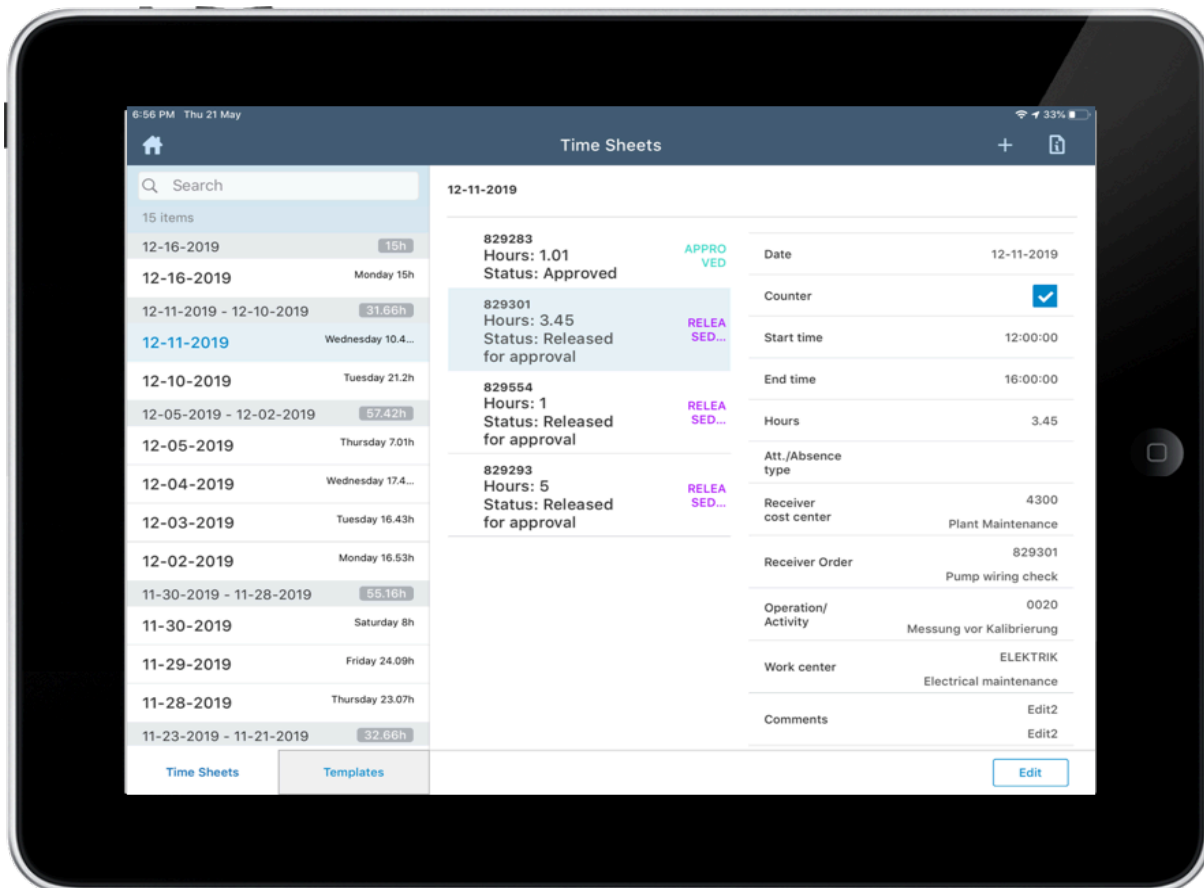 6:56 PM Thu 21 May
33%
Time Sheets
Search
15 items
12-16-2019 15h
12-16-2019 Monday 15h
12-11-2019 - 12-10-2019 31.66h
12-11-2019 Wednesday 10.4...
12-10-2019 Tuesday 21.2h
12-05-2019 - 12-02-2019 57.42h
12-05-2019 Thursday 7.01h
12-04-2019 Wednesday 17.4...
12-03-2019 Tuesday 16.43h
12-02-2019 Monday 16.53h
11-30-2019 - 11-28-2019 55.16h
11-30-2019 Saturday 8h
11-29-2019 Friday 24.09h
11-28-2019 Thursday 23.07h
11-23-2019 - 11-21-2019 32.66h
Time Sheets
Templates
12-11-2019
829283
Hours: 1.01
Status: Approved
APPRO
VED
829301
Hours: 3.45
Status: Released
for approval
RELEA
SED...
829554
Hours: 1
Status: Released
for approval
RELEA
SED...
829293
Hours: 5
Status: Released
for approval
RELEA
SED...
Date 12-11-2019
Counter
Start time 12:00:00
End time 16:00:00
Hours 3.45
Att./Absence
type
Receiver
cost center
4300
Plant Maintenance
Receiver Order
829301
Pump wiring check
Operation/
Activity
0020
Messung vor Kalibrierung
Work center
ELEKTRIK
Electrical maintenance
Comments
Edit2
Edit2
Edit